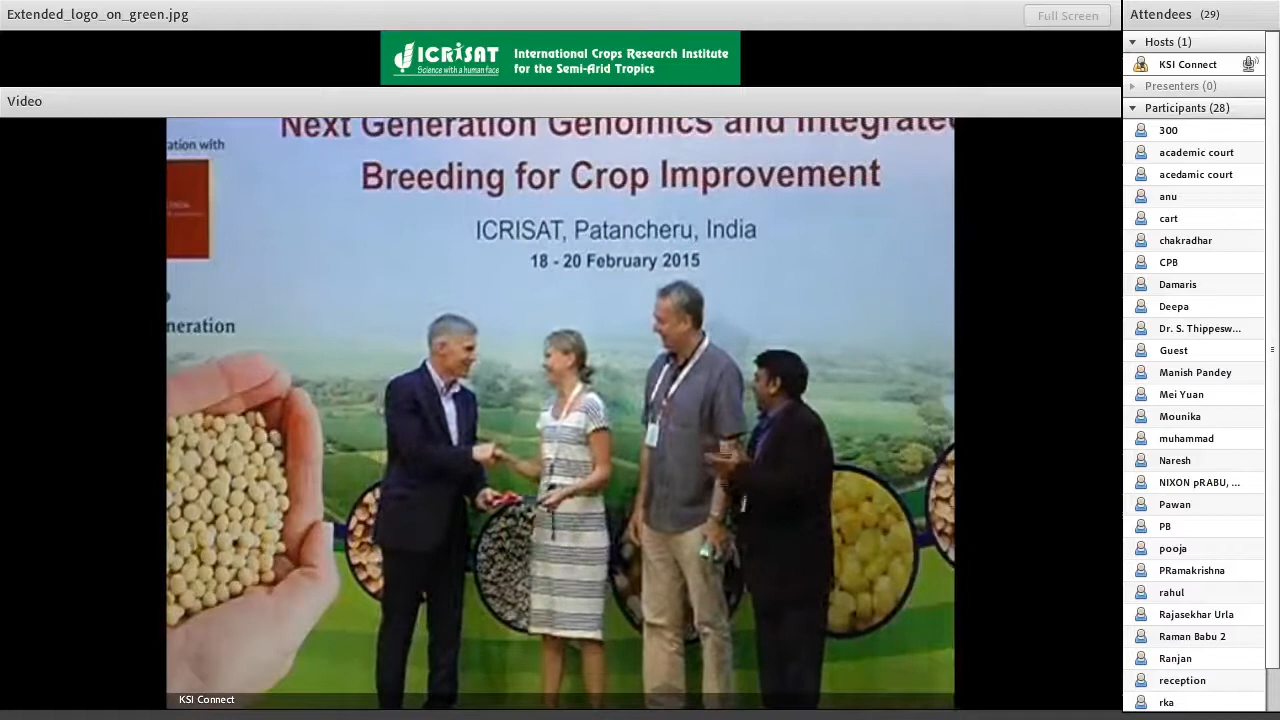 Extended_logo_on_green.jpg
Full Screen
ICRISAT
Science with a human face
International Crops Research Institute
for the Semi-Arid Tropics
Video
ation with
Next Generation Genomics and Integrate
Breeding for Crop Improvement
ICRISAT, Patancheru, India
18 - 20 February 2015
neration
KSI Connect
Attendees (29)
Hosts (1)
KSI Connect
Presenters (0)
Participants (28)
300
academic court
acedamic court
anu
cart
chakradhar
CPB
Damaris
Deepa
Dr. S. Thippesw...
Guest
Manish Pandey
Mei Yuan
Mounika
muhammad
Naresh
NIXON pRABU, ...
Pawan
PB
pooja
PRamakrishna
rahul
Rajasekhar Urla
Raman Babu 2
Ranjan
reception
rka